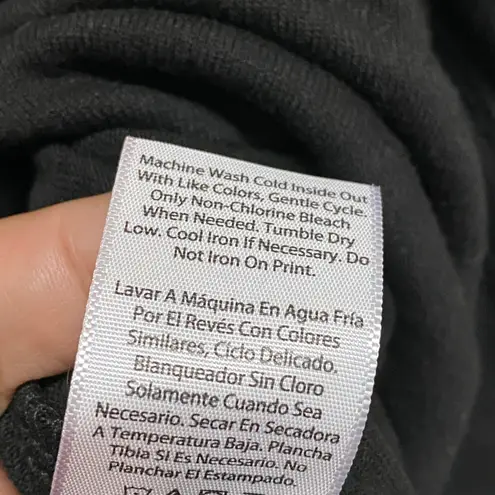 Machine Wash Cold Inside Out
With Like Colors, Gentle Cycle.
Only Non-Chlorine Bleach
When Needed. Tumble Dry
Low. Cool Iron If Necessary. Do
Not Iron On Print.
Lavar A Máquina En Agua Fría
Por El Revés Con Colores
Similares, Ciclo Delicado.
Blanqueador Sin Cloro
Solamente Cuando Sea
Necesario. Secar En Secadora
A Temperatura Baja. Plancha
Tibia Si Es Necesario. No
Planchar El Estampado.